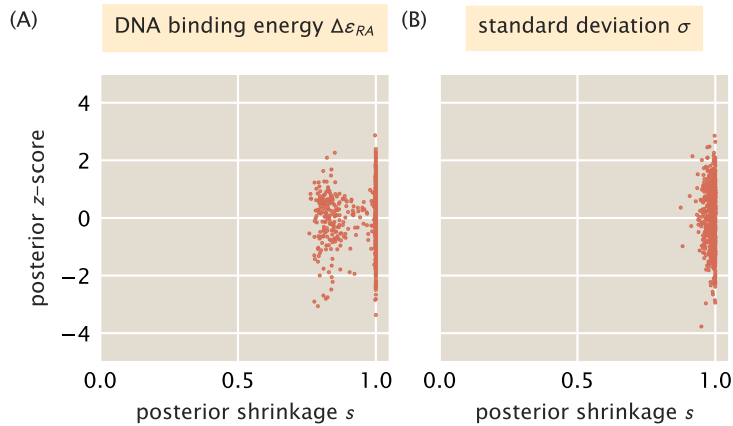 (A) DNA binding energy Δε_RA
(B) standard deviation σ
posterior z−score
4
2
0
−2
−4
0.0 0.5 1.0
posterior shrinkage s
0.0 0.5 1.0
posterior shrinkage s